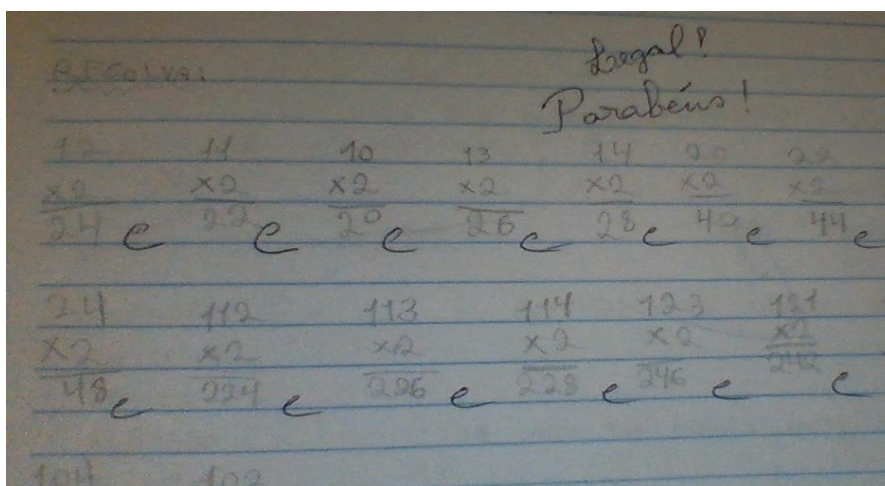 Legal!
RESOLVA:
Parabéns!
12 11 10 13 14 20 22
x2 x2 x2 x2 x2 x2 x2
24 c 22 c 20 c 26 c 28 c 40 c 44 c
24 112 113 114 123 121
x2 x2 x2 x2 x2 x2
48 c 224 c 226 c 228 c 246 c 242 c
104 102